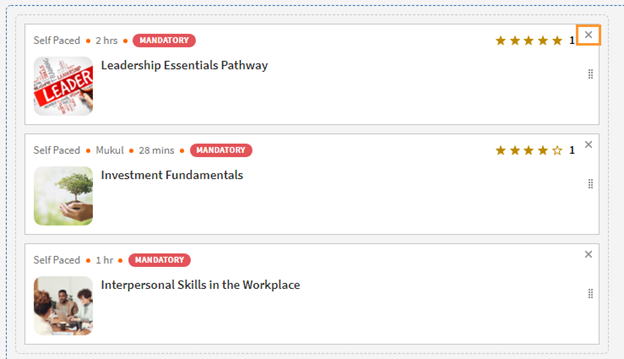 Self Paced • 2 hrs • MANDATORY 1
LEADER
Leadership Essentials Pathway
Self Paced • Mukul • 28 mins • MANDATORY 1
Investment Fundamentals
Self Paced • 1 hr • MANDATORY
Interpersonal Skills in the Workplace